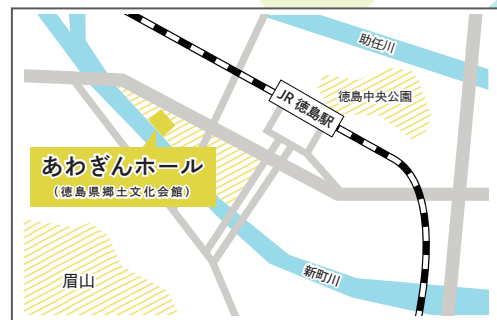 助任川
JR 徳島駅
徳島中央公園
あわぎんホール
(徳島県郷土文化会館)
新町川
眉山